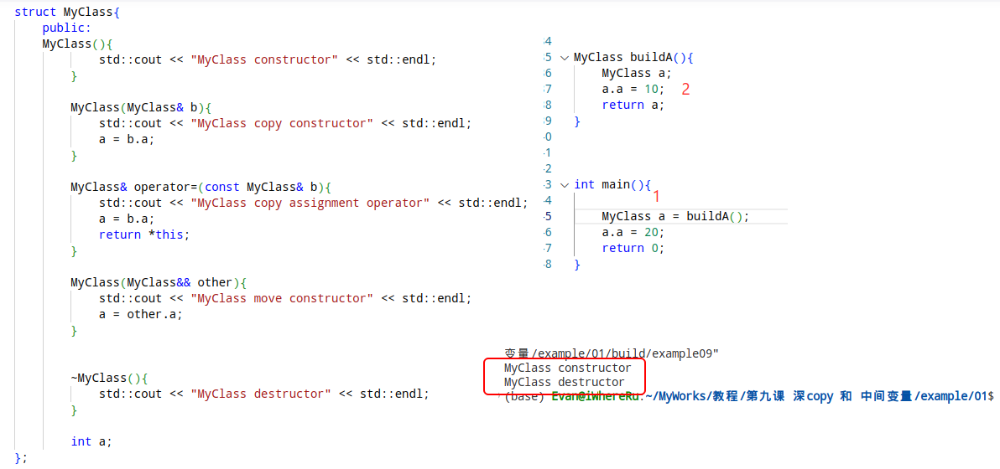 struct MyClass{
public:
MyClass(){
std::cout << "MyClass constructor" << std::endl;
}
MyClass(MyClass& b){
std::cout << "MyClass copy constructor" << std::endl;
a = b.a;
}
MyClass& operator=(const MyClass& b){
std::cout << "MyClass copy assignment operator" << std::endl;
a = b.a;
return *this;
}
MyClass(MyClass&& other){
std::cout << "MyClass move constructor" << std::endl;
a = other.a;
}
~MyClass(){
std::cout << "MyClass destructor" << std::endl;
}
int a;
};
4
5 MyClass buildA(){
6 MyClass a;
7 a.a = 10; 2
8 return a;
9 }
0
1
2
3 int main(){
4 1
5 MyClass a = buildA();
6 a.a = 20;
7 return 0;
8 }
变量/example/01/build/example09"
MyClass constructor
MyClass destructor
(base) Evan@iWhereRu:~/MyWorks/教程/第九课 深copy 和 中间变量/example/01$